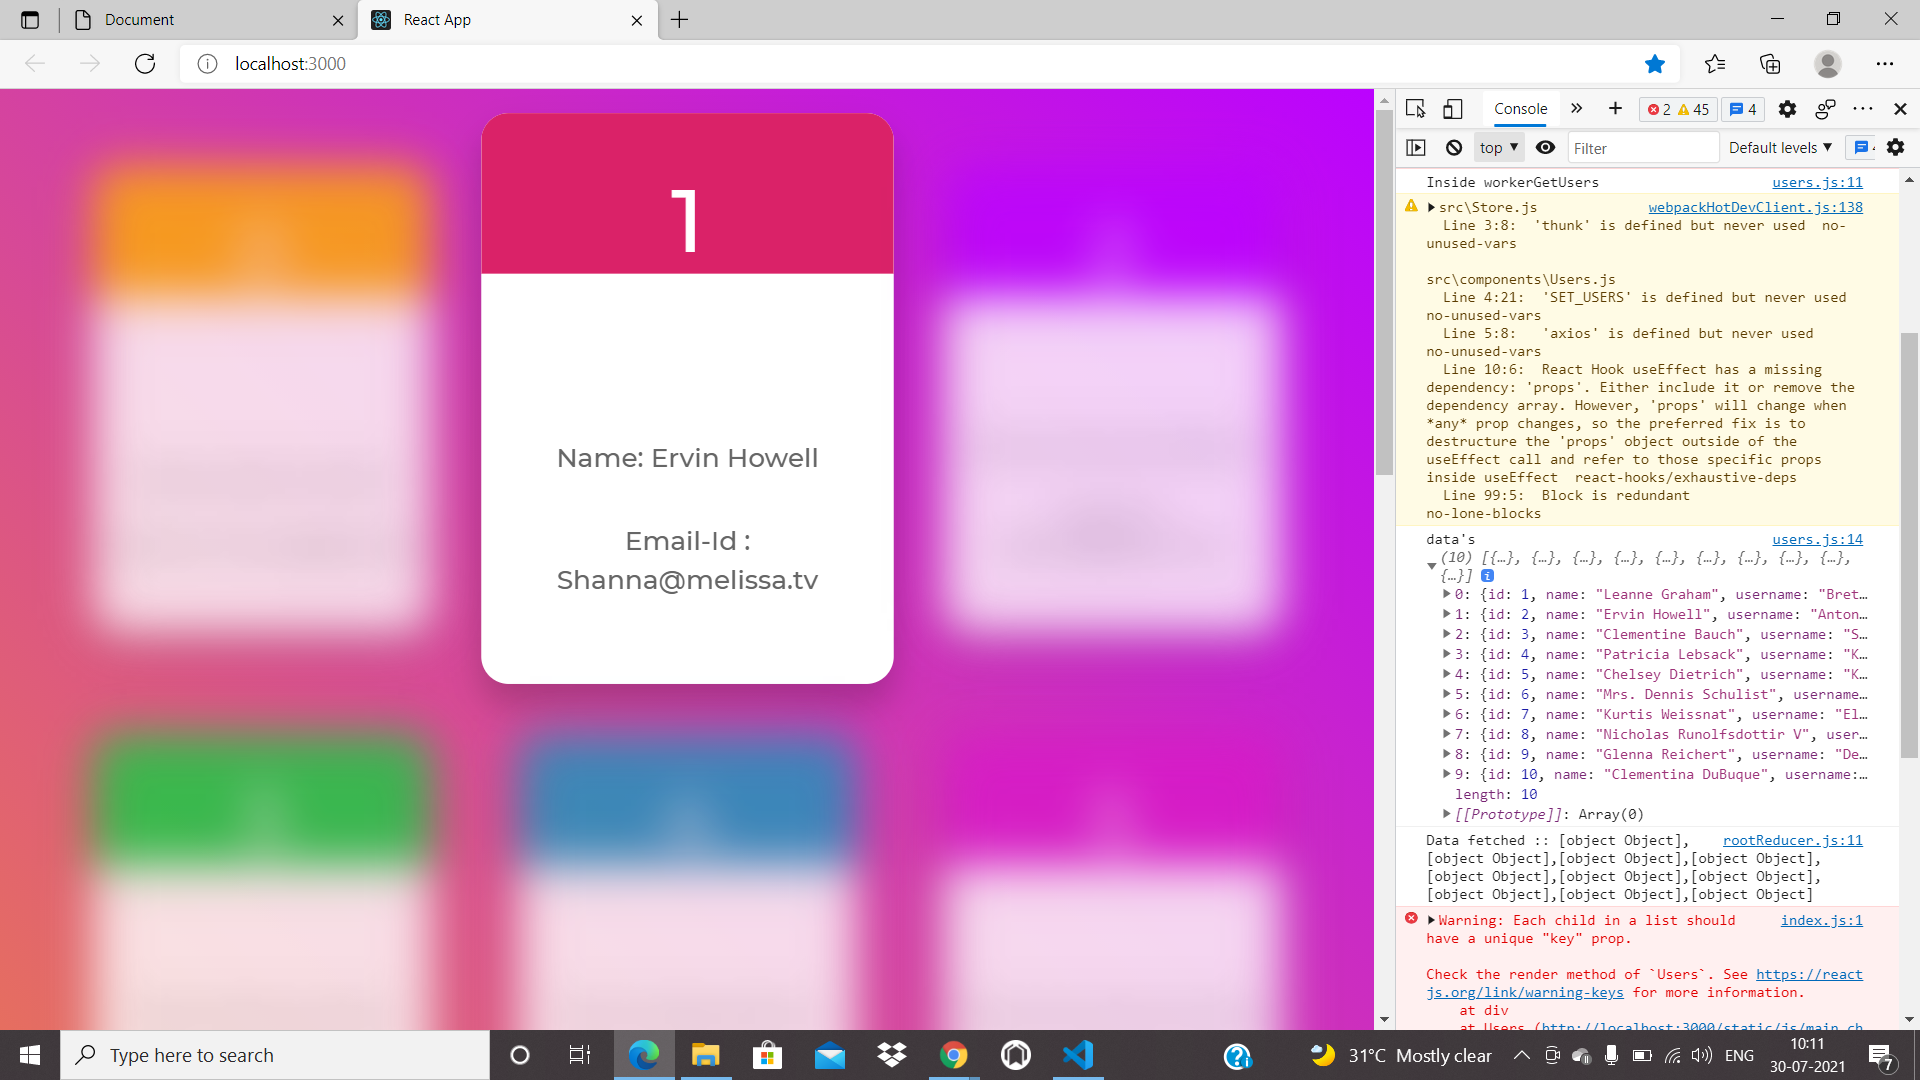 Document
React App
localhost:3000
1
Name: Ervin Howell
Email-Id :
Shanna@melissa.tv
Console
2 45
4
top ▼
Filter
Default levels ▼
Inside workerGetUsers users.js:11
src\Store.js webpackHotDevClient.js:138
Line 3:8: 'thunk' is defined but never used no-
unused-vars
src\components\Users.js
Line 4:21: 'SET_USERS' is defined but never used
no-unused-vars
Line 5:8: 'axios' is defined but never used
no-unused-vars
Line 10:6: React Hook useEffect has a missing
dependency: 'props'. Either include it or remove the
dependency array. However, 'props' will change when
*any* prop changes, so the preferred fix is to
destructure the 'props' object outside of the
useEffect call and refer to those specific props
inside useEffect react-hooks/exhaustive-deps
Line 99:5: Block is redundant
no-lone-blocks
data's users.js:14
(10) [{…}, {…}, {…}, {…}, {…}, {…}, {…}, {…}, {…},
{…}]
0: {id: 1, name: "Leanne Graham", username: "Bret…
1: {id: 2, name: "Ervin Howell", username: "Anton…
2: {id: 3, name: "Clementine Bauch", username: "S…
3: {id: 4, name: "Patricia Lebsack", username: "K…
4: {id: 5, name: "Chelsey Dietrich", username: "K…
5: {id: 6, name: "Mrs. Dennis Schulist", username…
6: {id: 7, name: "Kurtis Weissnat", username: "El…
7: {id: 8, name: "Nicholas Runolfsdottir V", user…
8: {id: 9, name: "Glenna Reichert", username: "De…
9: {id: 10, name: "Clementina DuBuque", username:…
length: 10
[[Prototype]]: Array(0)
Data fetched :: [object Object], rootReducer.js:11
[object Object],[object Object],[object Object],
[object Object],[object Object],[object Object],
[object Object],[object Object],[object Object]
Warning: Each child in a list should index.js:1
have a unique "key" prop.
Check the render method of `Users`. See https://react
js.org/link/warning-keys for more information.
at div
at Users (http://localhost:3000/static/js/main.ch
Type here to search
31°C Mostly clear
ENG
10:11
30-07-2021
7